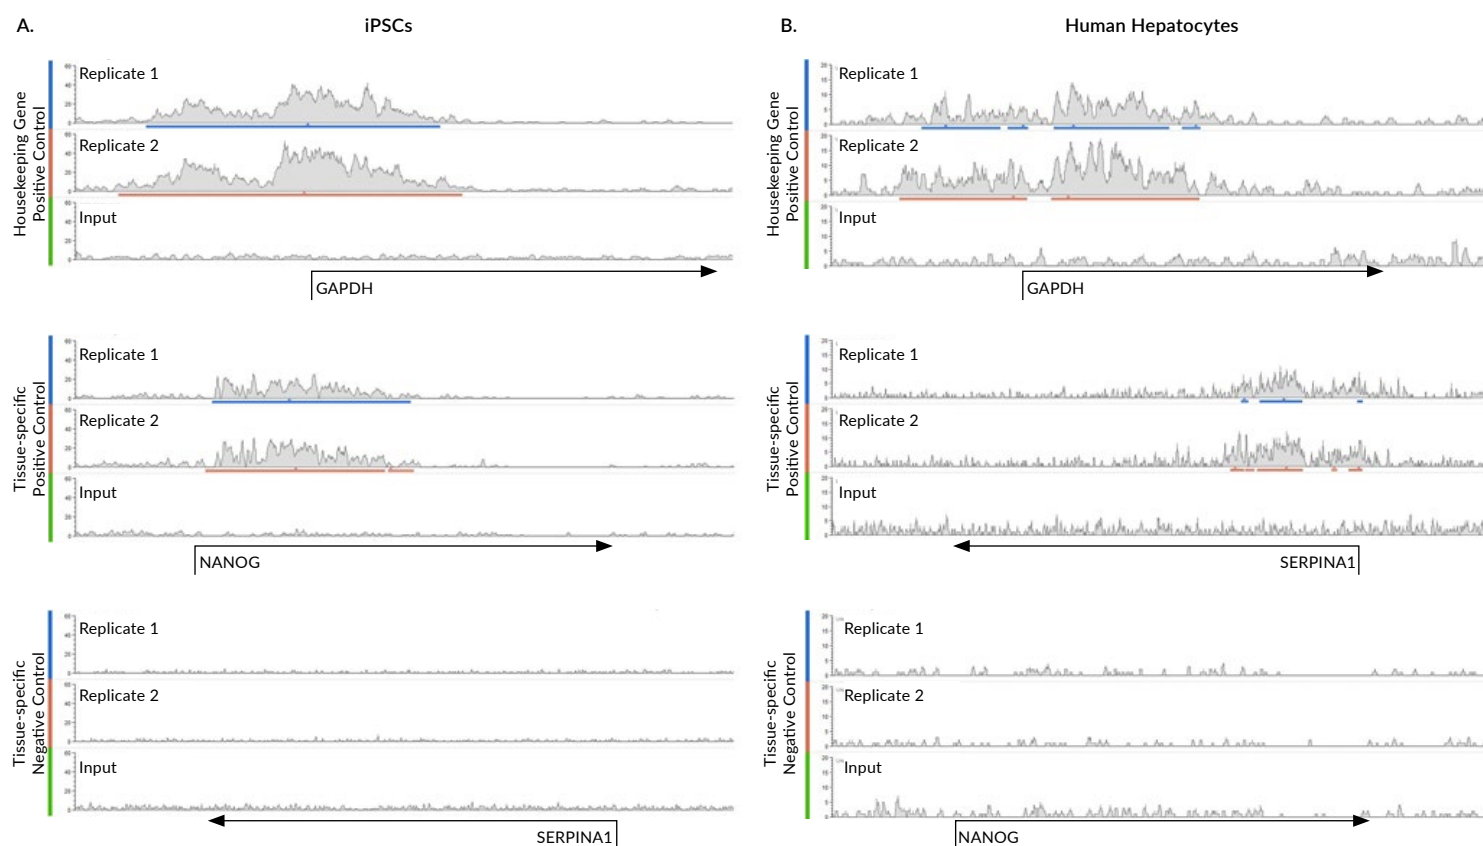 A.
iPSCs
Housekeeping Gene
Positive Control
Replicate 1
Replicate 2
Input
GAPDH
Tissue-specific
Positive Control
Replicate 1
Replicate 2
Input
NANOG
Tissue-specific
Negative Control
Replicate 1
Replicate 2
Input
SERPINA1
B.
Human Hepatocytes
Housekeeping Gene
Positive Control
Replicate 1
Replicate 2
Input
GAPDH
Tissue-specific
Positive Control
Replicate 1
Replicate 2
Input
SERPINA1
Tissue-specific
Negative Control
Replicate 1
Replicate 2
Input
NANOG